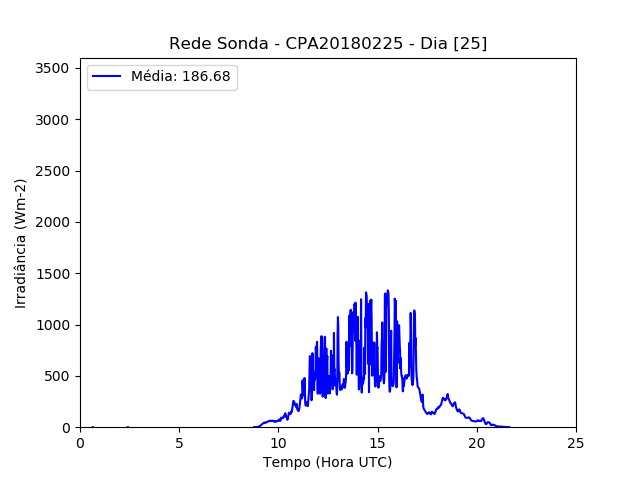 Rede Sonda - CPA20180225 - Dia [25]
Média: 186.68
Irradiância (Wm-2)
3500
3000
2500
2000
1500
1000
500
0
0 5 10 15 20 25
Tempo (Hora UTC)